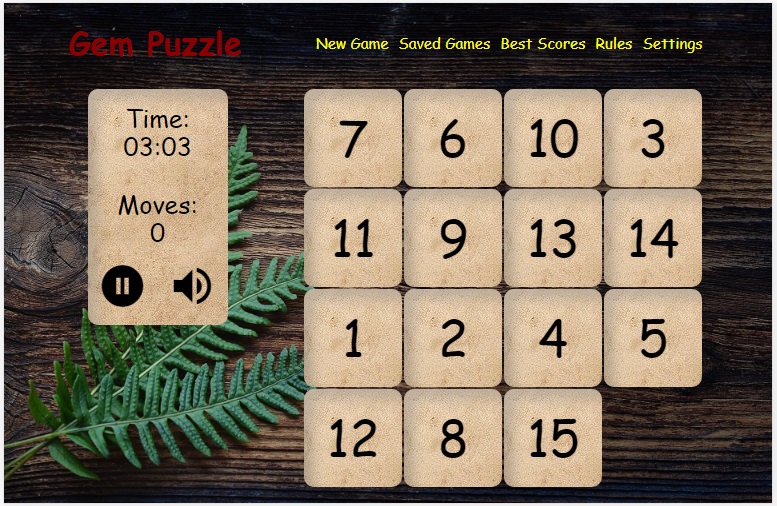 Gem Puzzle
New Game Saved Games Best Scores Rules Settings
Time:
03:03
Moves:
0
7 6 10 3
11 9 13 14
1 2 4 5
12 8 15